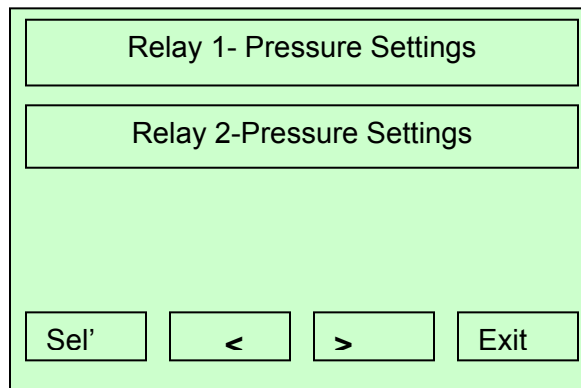 Relay 1- Pressure Settings
Relay 2-Pressure Settings
Sel’ < > Exit